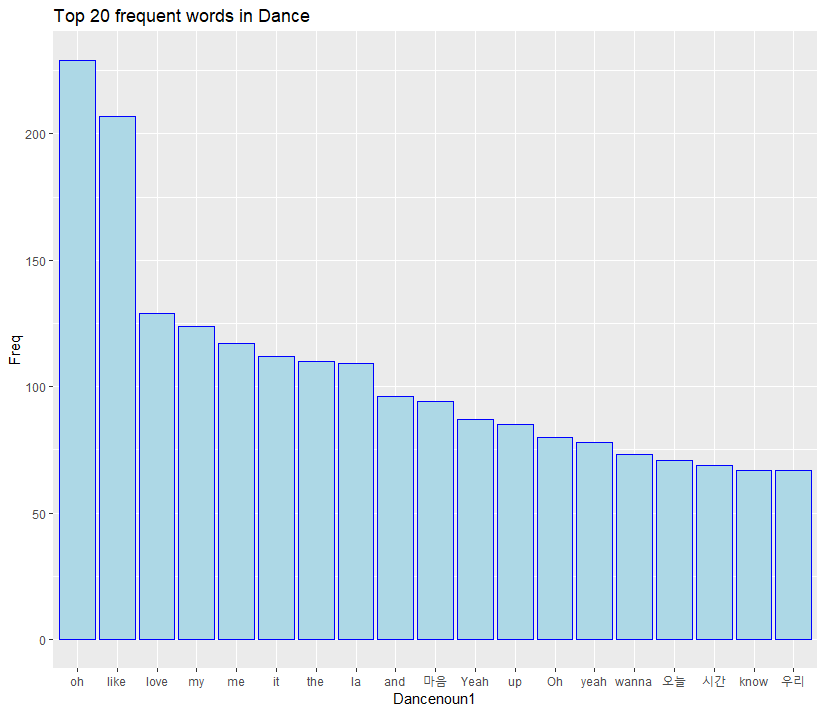 Top 20 frequent words in Dance
Freq
200
150
100
50
0
oh like love my me it the la and 마음 Yeah up Oh yeah wanna 오늘 시간 know 우리
Dancenoun1